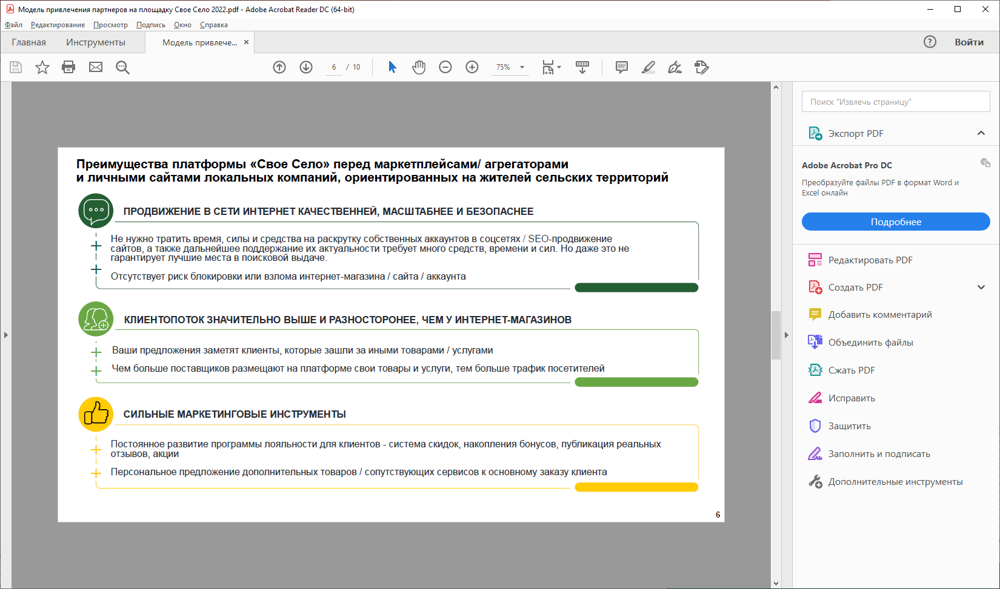 Модель привлечения партнеров на площадку Свое Село 2022.pdf - Adobe Acrobat Reader DC (64-bit)
Файл Редактирование Просмотр Подпись Окно Справка
Главная Инструменты Модель привлече... × ? Войти
6 / 10 75%
Преимущества платформы «Свое Село» перед маркетплейсами/ агрегаторами
и личными сайтами локальных компаний, ориентированных на жителей сельских территорий
ПРОДВИЖЕНИЕ В СЕТИ ИНТЕРНЕТ КАЧЕСТВЕННЕЙ, МАСШТАБНЕЕ И БЕЗОПАСНЕЕ
Не нужно тратить время, силы и средства на раскрутку собственных аккаунтов в соцсетях / SEO-продвижение
сайтов, а также дальнейшее поддержание их актуальности требует много средств, времени и сил. Но даже это не
гарантирует лучшие места в поисковой выдаче.
Отсутствует риск блокировки или взлома интернет-магазина / сайта / аккаунта
КЛИЕНТОПОТОК ЗНАЧИТЕЛЬНО ВЫШЕ И РАЗНОСТОРОНЕЕ, ЧЕМ У ИНТЕРНЕТ-МАГАЗИНОВ
Ваши предложения заметят клиенты, которые зашли за иными товарами / услугами
Чем больше поставщиков размещают на платформе свои товары и услуги, тем больше трафик посетителей
СИЛЬНЫЕ МАРКЕТИНГОВЫЕ ИНСТРУМЕНТЫ
Постоянное развитие программы лояльности для клиентов - система скидок, накопления бонусов, публикация реальных
отзывов, акции
Персональное предложение дополнительных товаров / сопутствующих сервисов к основному заказу клиента
6
Поиск "Извлечь страницу"
Экспорт PDF
Adobe Acrobat Pro DC
Преобразуйте файлы PDF в формат Word и
Excel онлайн
Подробнее
Редактировать PDF
Создать PDF
Добавить комментарий
Объединить файлы
Сжать PDF
Исправить
Защитить
Заполнить и подписать
Дополнительные инструменты